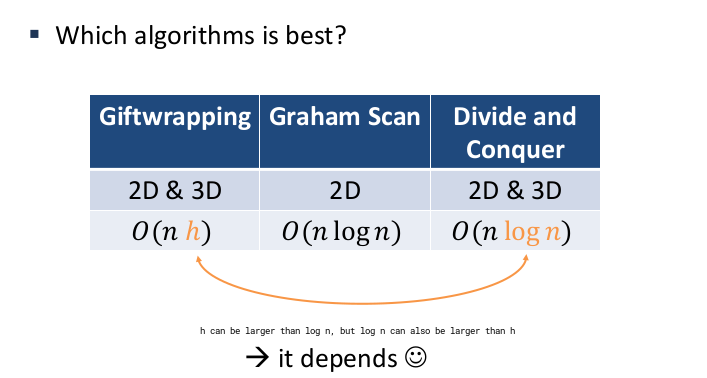 ▪ Which algorithms is best?
Giftwrapping Graham Scan Divide and
Conquer
2D & 3D 2D 2D & 3D
O(n h) O(n log n) O(n log n)
h can be larger than log n, but log n can also be larger than h
→ it depends ☺